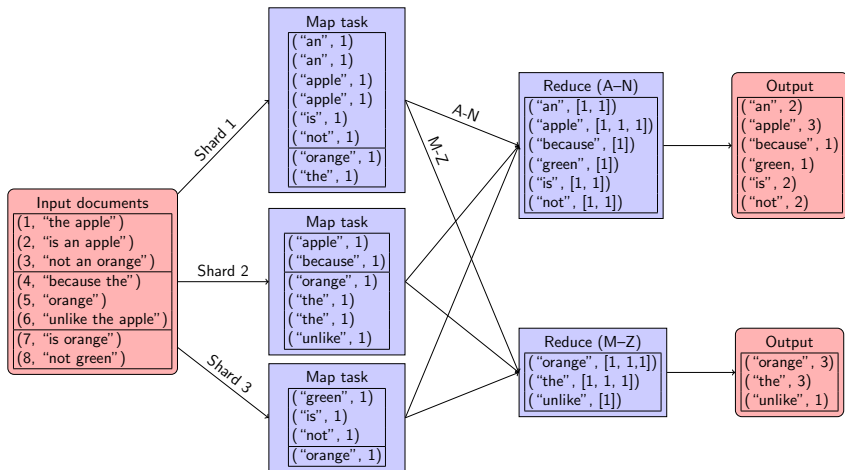 Input documents
(1, “the apple”)
(2, “is an apple”)
(3, “not an orange”)
(4, “because the”)
(5, “orange”)
(6, “unlike the apple”)
(7, “is orange”)
(8, “not green”)
Shard 1
Shard 2
Shard 3
Map task
(“an”, 1)
(“an”, 1)
(“apple”, 1)
(“apple”, 1)
(“is”, 1)
(“not”, 1)
(“orange”, 1)
(“the”, 1)
Map task
(“apple”, 1)
(“because”, 1)
(“orange”, 1)
(“the”, 1)
(“the”, 1)
(“unlike”, 1)
Map task
(“green”, 1)
(“is”, 1)
(“not”, 1)
(“orange”, 1)
A-N
M-Z
Reduce (A–N)
(“an”, [1, 1])
(“apple”, [1, 1, 1])
(“because”, [1])
(“green”, [1])
(“is”, [1, 1])
(“not”, [1, 1])
Reduce (M–Z)
(“orange”, [1, 1,1])
(“the”, [1, 1, 1])
(“unlike”, [1])
Output
(“an”, 2)
(“apple”, 3)
(“because”, 1)
(“green, 1)
(“is”, 2)
(“not”, 2)
Output
(“orange”, 3)
(“the”, 3)
(“unlike”, 1)